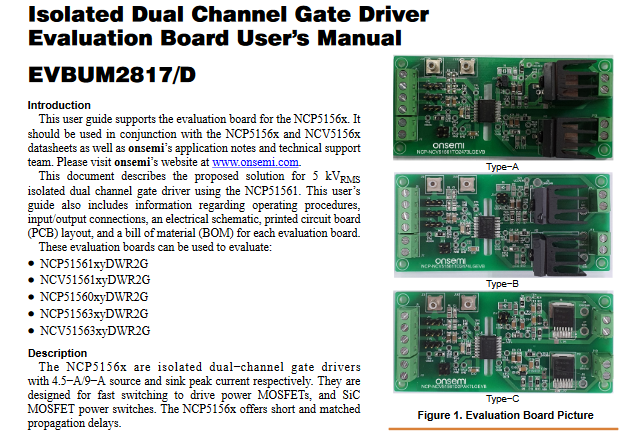 Isolated Dual Channel Gate Driver
Evaluation Board User's Manual
EVBUM2817/D
Introduction
This user guide supports the evaluation board for the NCP5156x. It
should be used in conjunction with the NCP5156x and NCV5156x
datasheets as well as onsemi's application notes and technical support
team. Please visit onsemi's website at www.onsemi.com.
This document describes the proposed solution for 5 kVRMS
isolated dual channel gate driver using the NCP51561. This user's
guide also includes information regarding operating procedures,
input/output connections, an electrical schematic, printed circuit board
(PCB) layout, and a bill of material (BOM) for each evaluation board.
These evaluation boards can be used to evaluate:
• NCP51561xyDWR2G
• NCV51561xyDWR2G
• NCP51560xyDWR2G
• NCP51563xyDWR2G
• NCV51563xyDWR2G
Description
The NCP5156x are isolated dual−channel gate drivers
with 4.5−A/9−A source and sink peak current respectively. They are
designed for fast switching to drive power MOSFETs, and SiC
MOSFET power switches. The NCP5156x offers short and matched
propagation delays.
onsemi
Type−A
onsemi
Type−B
onsemi
Type−C
Figure 1. Evaluation Board Picture